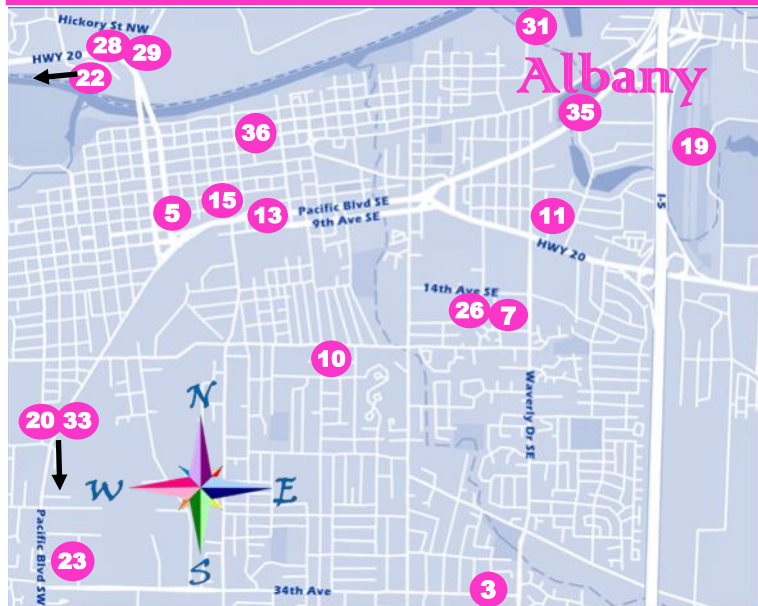 Hickory St NW
31
28
29
HWY 20
22
Albany
35
36
19
15
5
13
Pacific Blvd SE
9th Ave SE
11
I-5
HWY 20
14th Ave SE
26
7
10
Waverly Dr SE
N
20
33
W
E
Pacific Blvd SW
23
S
34th Ave
3